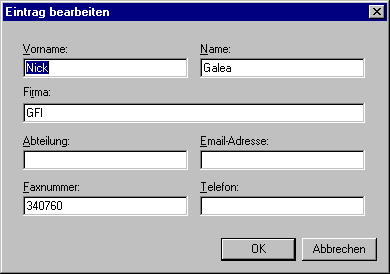 Eintrag bearbeiten
Vorname: Name:
Nick Galea
Firma:
GFI
Abteilung: Email-Adresse:
Faxnummer: Telefon:
340760
OK Abbrechen